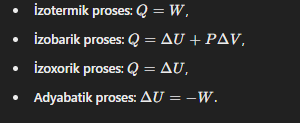 • İzotermik proses: Q = W,
• İzobarik proses: Q = ΔU + PΔV,
• İzoxorik proses: Q = ΔU,
• Adyabatik proses: ΔU = −W.